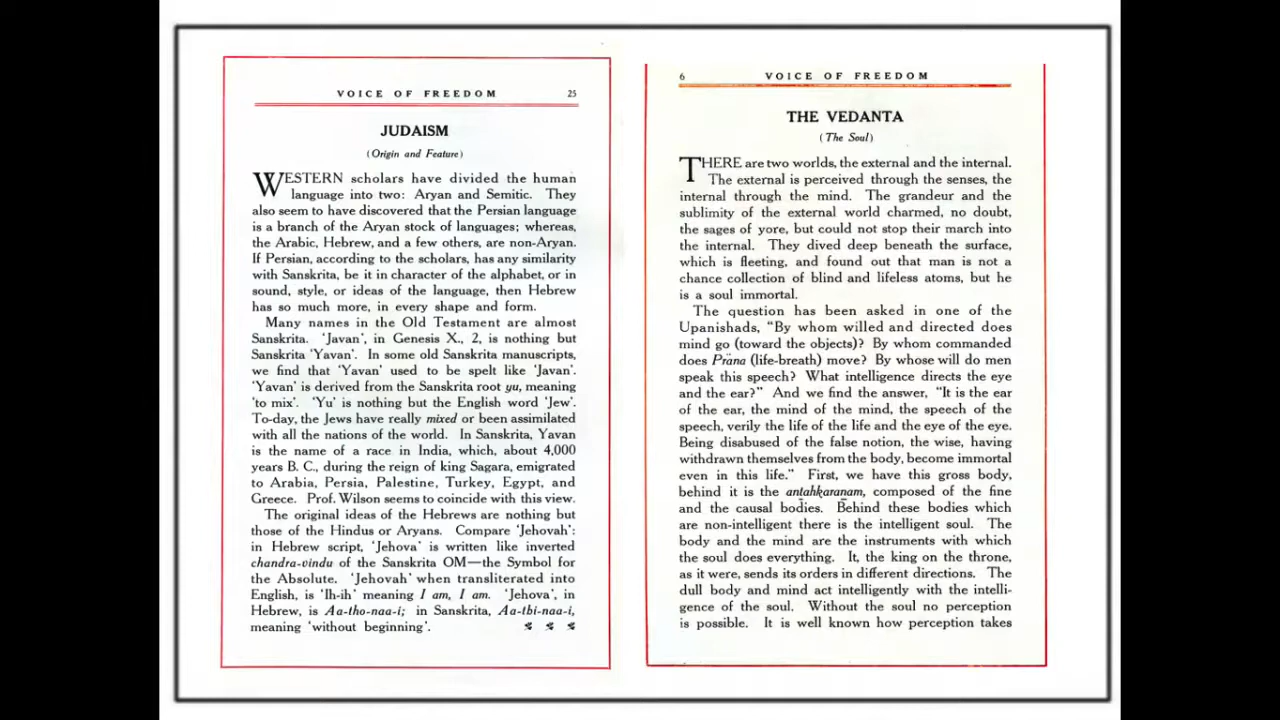 VOICE OF FREEDOM 25
JUDAISM
(Origin and Feature)
WESTERN scholars have divided the human
language into two: Aryan and Semitic. They
also seem to have discovered that the Persian language
is a branch of the Aryan stock of languages; whereas,
the Arabic, Hebrew, and a few others, are non-Aryan.
If Persian, according to the scholars, has any similarity
with Sanskrita, be it in character of the alphabet, or in
sound, style, or ideas of the language, then Hebrew
has so much more, in every shape and form.
Many names in the Old Testament are almost
Sanskrita. 'Javan', in Genesis X., 2, is nothing but
Sanskrita 'Yavan'. In some old Sanskrita manuscripts,
we find that 'Yavan' used to be spelt like 'Javan'.
'Yavan' is derived from the Sanskrita root yu, meaning
'to mix'. 'Yu' is nothing but the English word 'Jew'.
To-day, the Jews have really mixed or been assimilated
with all the nations of the world. In Sanskrita, Yavan
is the name of a race in India, which, about 4,000
years B. C., during the reign of king Sagara, emigrated
to Arabia, Persia, Palestine, Turkey, Egypt, and
Greece. Prof. Wilson seems to coincide with this view.
The original ideas of the Hebrews are nothing but
those of the Hindus or Aryans. Compare 'Jehovah':
in Hebrew script, 'Jehova' is written like inverted
chandra-vindu of the Sanskrita OM—the Symbol for
the Absolute. 'Jehovah' when transliterated into
English, is 'Ih-ih' meaning I am, I am. 'Jehova', in
Hebrew, is Aa-tho-naa-i; in Sanskrita, Aa-tbi-naa-i,
meaning 'without beginning'.
6 VOICE OF FREEDOM
THE VEDANTA
(The Soul)
THERE are two worlds, the external and the internal.
The external is perceived through the senses, the
internal through the mind. The grandeur and the
sublimity of the external world charmed, no doubt,
the sages of yore, but could not stop their march into
the internal. They dived deep beneath the surface,
which is fleeting, and found out that man is not a
chance collection of blind and lifeless atoms, but he
is a soul immortal.
The question has been asked in one of the
Upanishads, "By whom willed and directed does
mind go (toward the objects)? By whom commanded
does Prāna (life-breath) move? By whose will do men
speak this speech? What intelligence directs the eye
and the ear?" And we find the answer, "It is the ear
of the ear, the mind of the mind, the speech of the
speech, verily the life of the life and the eye of the eye.
Being disabused of the false notion, the wise, having
withdrawn themselves from the body, become immortal
even in this life." First, we have this gross body,
behind it is the antahkaranam, composed of the fine
and the causal bodies. Behind these bodies which
are non-intelligent there is the intelligent soul. The
body and the mind are the instruments with which
the soul does everything. It, the king on the throne,
as it were, sends its orders in different directions. The
dull body and mind act intelligently with the intelli-
gence of the soul. Without the soul no perception
is possible. It is well known how perception takes